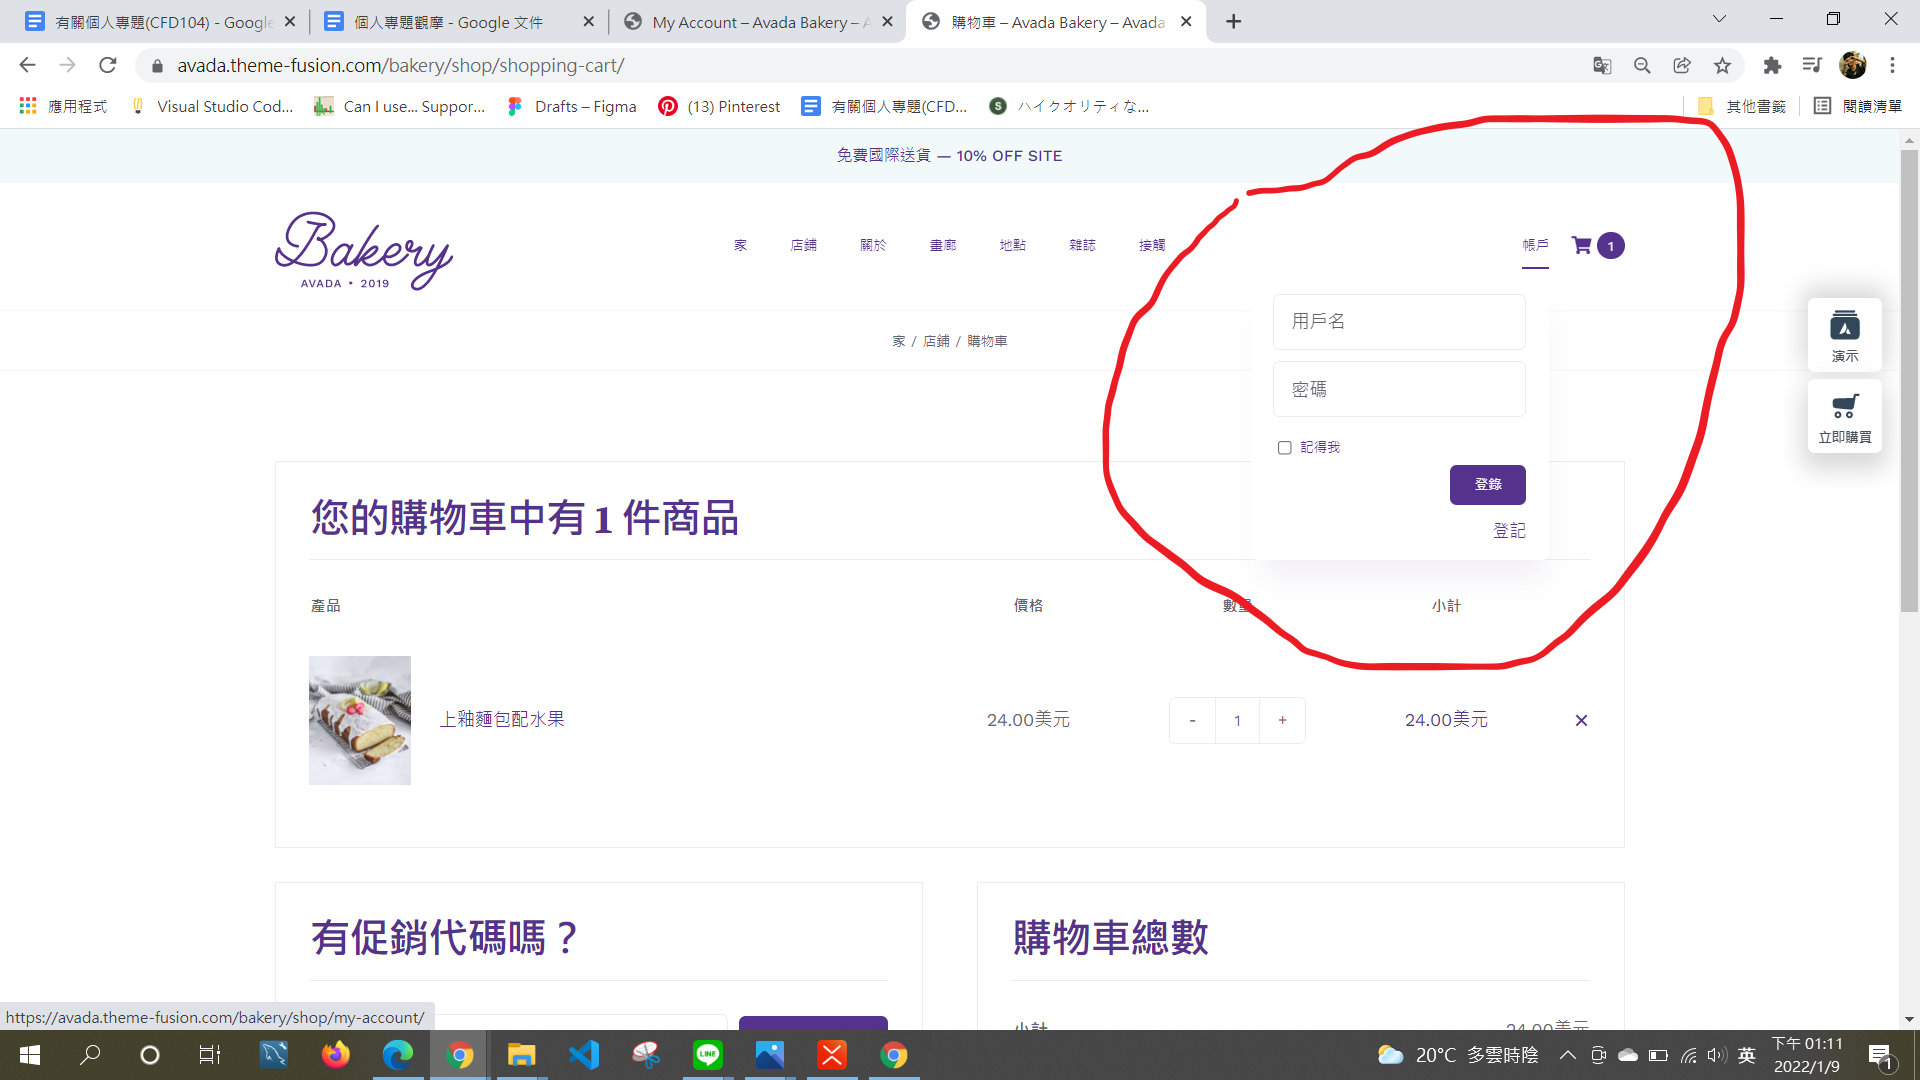 有關個人專題(CFD104) - Google
個人專題觀摩 - Google 文件
My Account – Avada Bakery – A
購物車 – Avada Bakery – Avada
avada.theme-fusion.com/bakery/shop/shopping-cart/
應用程式
Visual Studio Cod...
Can I use... Suppor...
Drafts – Figma
(13) Pinterest
有關個人專題(CFD...
ハイクオリティな...
其他書籤
閱讀清單
免費國際送貨 — 10% OFF SITE
Bakery
AVADA • 2019
家
店鋪
關於
畫廊
地點
雜誌
接觸
帳戶
1
家 / 店鋪 / 購物車
用戶名
密碼
記得我
登錄
登記
演示
立即購買
您的購物車中有 1 件商品
產品
價格
數量
小計
上釉麵包配水果
24.00美元
- 1 +
24.00美元
有促銷代碼嗎？
購物車總數
小計
24.00美元
https://avada.theme-fusion.com/bakery/shop/my-account/
20°C 多雲時陰
英
下午 01:11
2022/1/9
1